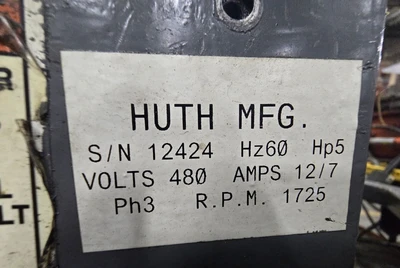 HUTH MFG.
S/N 12424 Hz60 Hp5
VOLTS 480 AMPS 12/7
Ph3 R.P.M. 1725